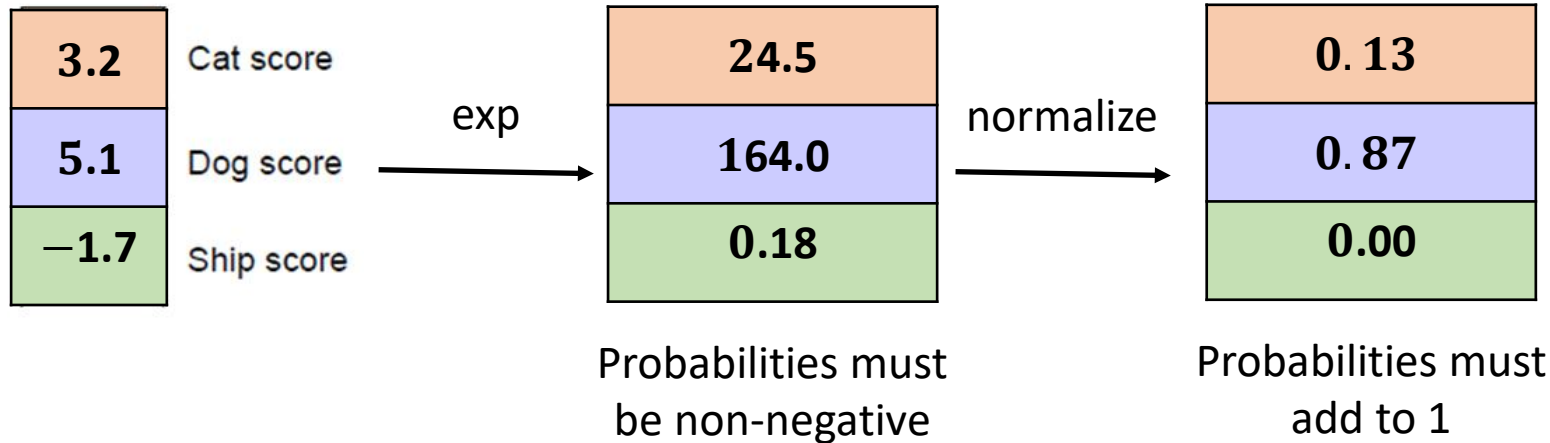 3.2 Cat score
5.1 Dog score
−1.7 Ship score
exp
24.5
164.0
0.18
Probabilities must
be non-negative
normalize
0.13
0.87
0.00
Probabilities must
add to 1